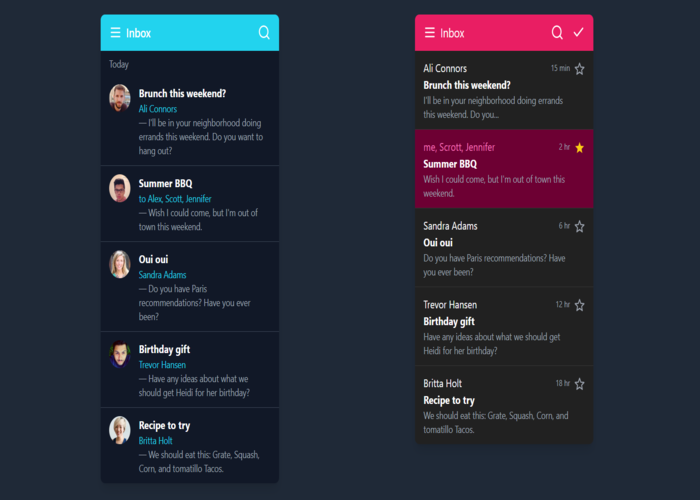 Inbox
Today
Brunch this weekend?
Ali Connors
— I'll be in your neighborhood doing
errands this weekend. Do you want to
hang out?
Summer BBQ
to Alex, Scott, Jennifer
— Wish I could come, but I'm out of
town this weekend.
Oui oui
Sandra Adams
— Do you have Paris
recommendations? Have you ever
been?
Birthday gift
Trevor Hansen
— Have any ideas about what we
should get Heidi for her birthday?
Recipe to try
Britta Holt
— We should eat this: Grate, Squash,
Corn, and tomatillo Tacos.
Inbox
Ali Connors 15 min
Brunch this weekend?
I'll be in your neighborhood doing errands
this weekend. Do you...
me, Scrott, Jennifer 2 hr
Summer BBQ
Wish I could come, but I'm out of town this
weekend.
Sandra Adams 6 hr
Oui oui
Do you have Paris recommendations? Have
you ever been?
Trevor Hansen 12 hr
Birthday gift
Have any ideas about what we should get
Heidi for her birthday?
Britta Holt 18 hr
Recipe to try
We should eat this: Grate, Squash, Corn, and
tomatillo Tacos.